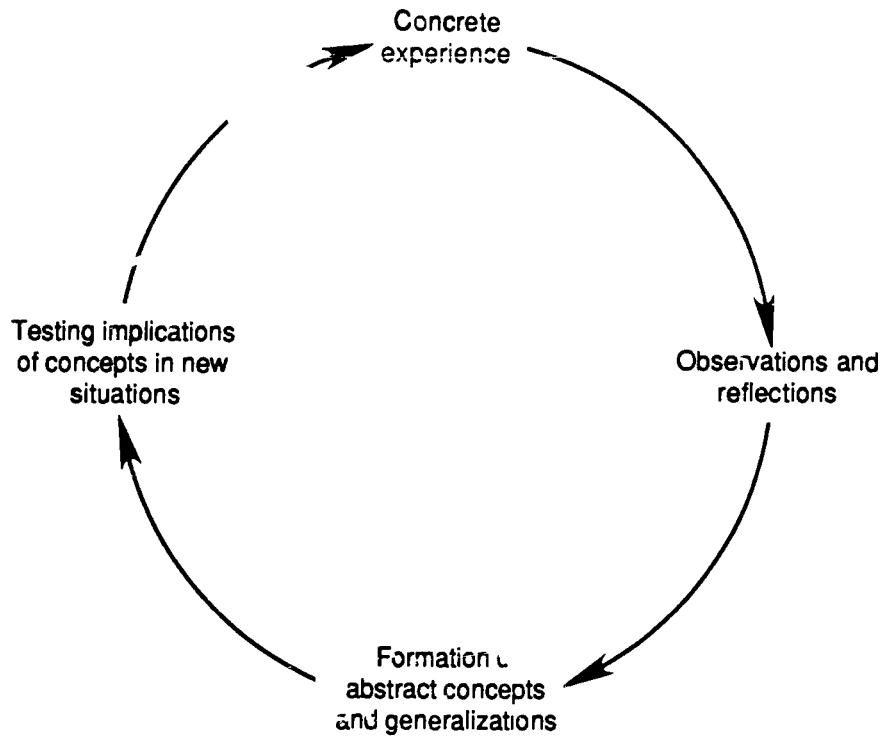 Concrete
experience
Observations and
reflections
Formation
abstract concepts
and generalizations
Testing implications
of concepts in new
situations